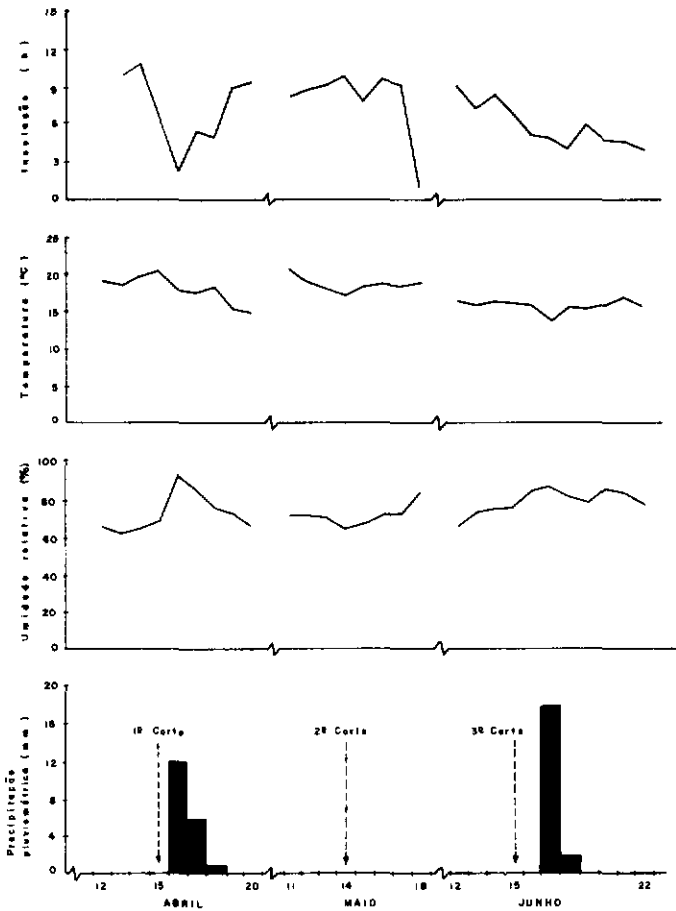 Insolação (h)
15
12
9
6
3
0
Temperatura (ºC)
25
20
15
10
5
0
Umidade relativa (%)
100
80
60
40
20
0
Precipitação
pluviométrica (mm)
20
16
12
8
4
0
1º Corte
2º Corte
3º Corte
12 15 20 11 14 18 12 15 22
ABRIL MAIO JUNHO